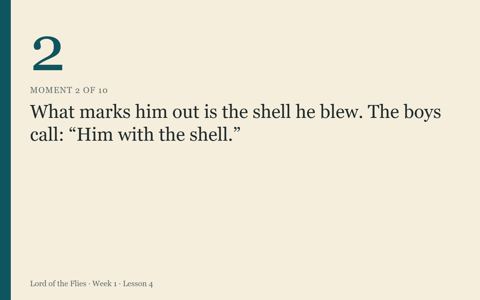 2
MOMENT 2 OF 10
What marks him out is the shell he blew. The boys
call: “Him with the shell.”
Lord of the Flies · Week 1 · Lesson 4